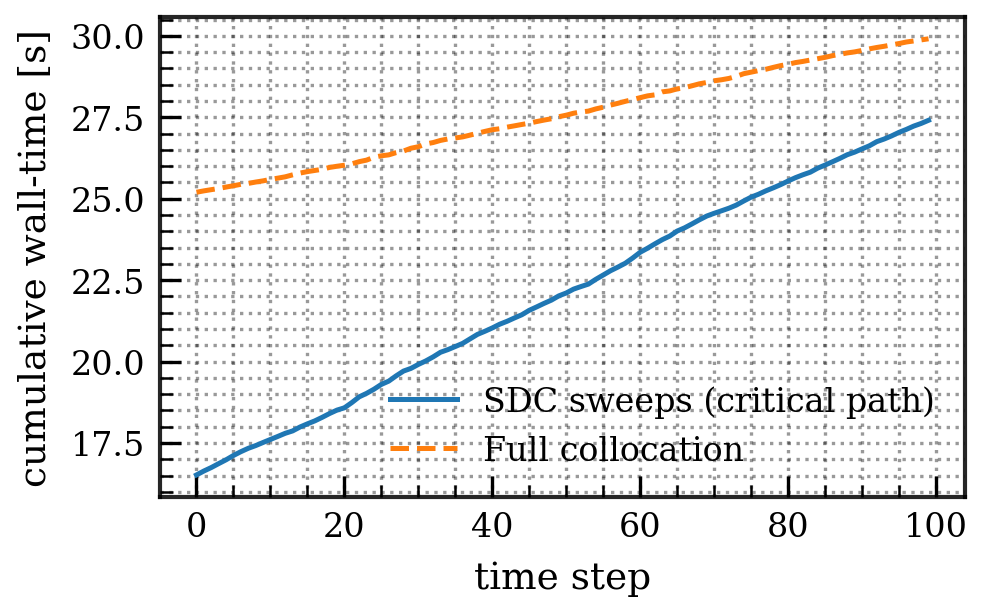 cumulative wall-time [s]
30.0
27.5
25.0
22.5
20.0
17.5
SDC sweeps (critical path)
Full collocation
0 20 40 60 80 100
time step